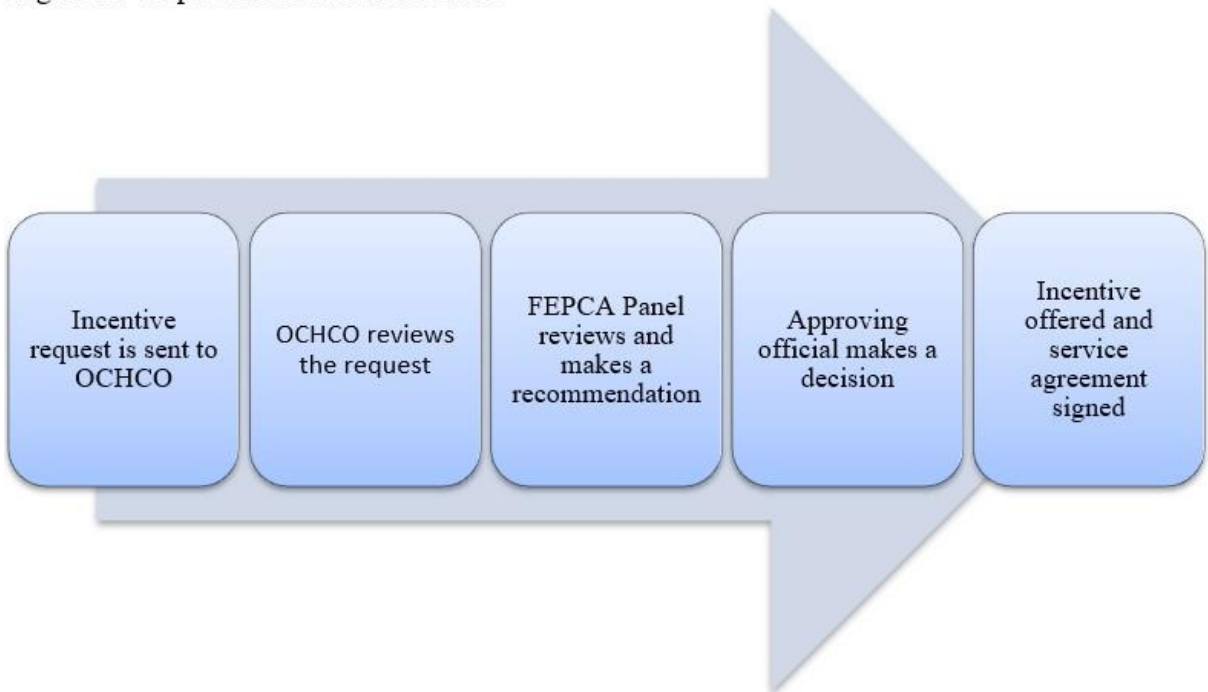 Incentive
request is sent to
OCHCO
OCHCO reviews
the request
FEPCA Panel
reviews and
makes a
recommendation
Approving
official makes a
decision
Incentive
offered and
service
agreement
signed